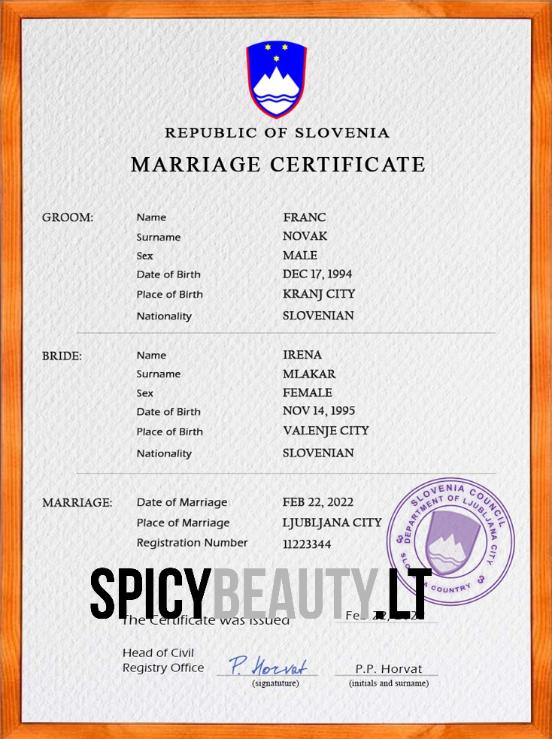 REPUBLIC OF SLOVENIA
MARRIAGE CERTIFICATE
GROOM: Name FRANC
Surname NOVAK
Sex MALE
Date of Birth DEC 17, 1994
Place of Birth KRANJ CITY
Nationality SLOVENIAN
BRIDE: Name IRENA
Surname MLAKAR
Sex FEMALE
Date of Birth NOV 14, 1995
Place of Birth VALENJE CITY
Nationality SLOVENIAN
MARRIAGE: Date of Marriage FEB 22, 2022
Place of Marriage LJUBLJANA CITY
Registration Number 11223344
SLOVENIA COUNCIL
DEPARTMENT OF LJUBLJANA CITY
COUNTRY
SPICYBEAUTY.LT
The Certificate was issued
Head of Civil
Registry Office P. Horvat P.P. Horvat
(signatuture) (initials and surname)